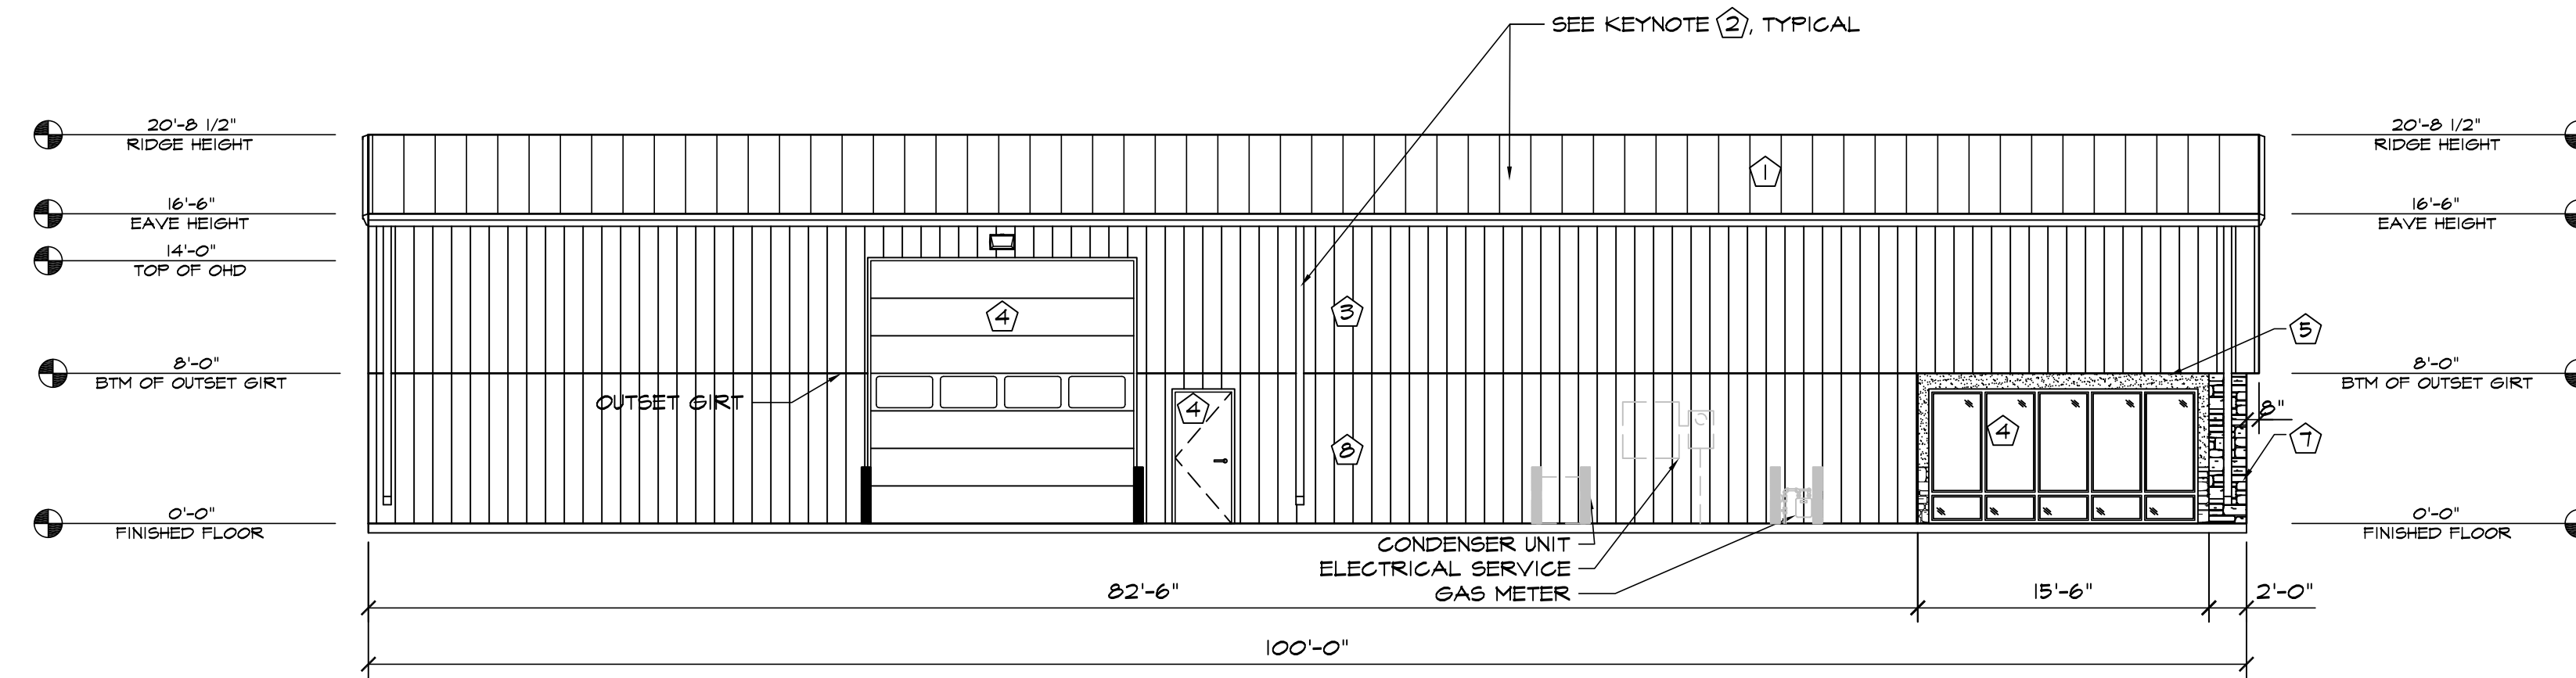 SEE KEYNOTE 2, TYPICAL
20'-8 1/2"
RIDGE HEIGHT
20'-8 1/2"
RIDGE HEIGHT
1
16'-6"
EAVE HEIGHT
16'-6"
EAVE HEIGHT
14'-0"
TOP OF OHD
4
3
5
8'-0"
BTM OF OUTSET GIRT
8'-0"
BTM OF OUTSET GIRT
OUTSET GIRT
4
8"
4
7
8
0'-0"
FINISHED FLOOR
0'-0"
FINISHED FLOOR
CONDENSER UNIT
ELECTRICAL SERVICE
GAS METER
82'-6"
15'-6"
2'-0"
100'-0"